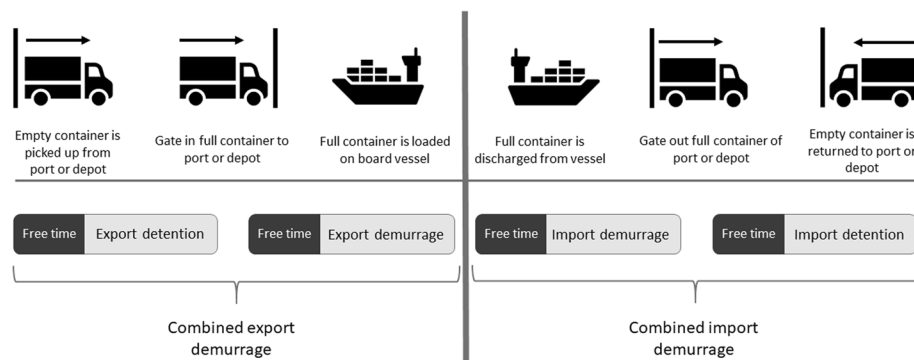 Empty container is
picked up from
port or depot
Gate in full container to
port or depot
Full container is loaded
on board vessel
Full container is
discharged from vessel
Gate out full container of
port or depot
Empty container is
returned to port or
depot
Free time
Export detention
Free time
Export demurrage
Free time
Import demurrage
Free time
Import detention
Combined export
demurrage
Combined import
demurrage